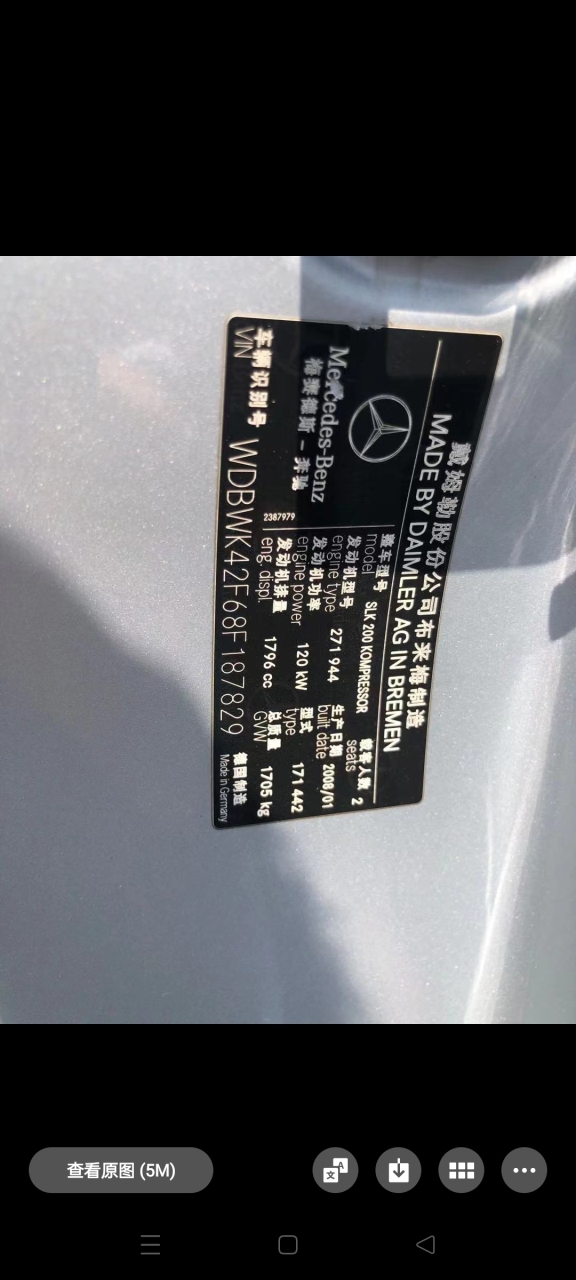 戴姆勒股份公司布来梅制造
MADE BY DAIMLER AG IN BREMEN
Mercedes-Benz
梅赛德斯-奔驰
整车型号 model SLK 200 KOMPRESSOR 载客人数 seats 2
发动机型号 engine type 271 944 生产日期 built date 2008/01
发动机功率 engine power 120 kW 型式 type 171 442
发动机排量 eng. displ. 1796 cc 总质量 GVW 1705 kg
2387979
车辆识别号 VIN WDBWK42F68F187829 德国制造 Made in Germany
查看原图 (5M)